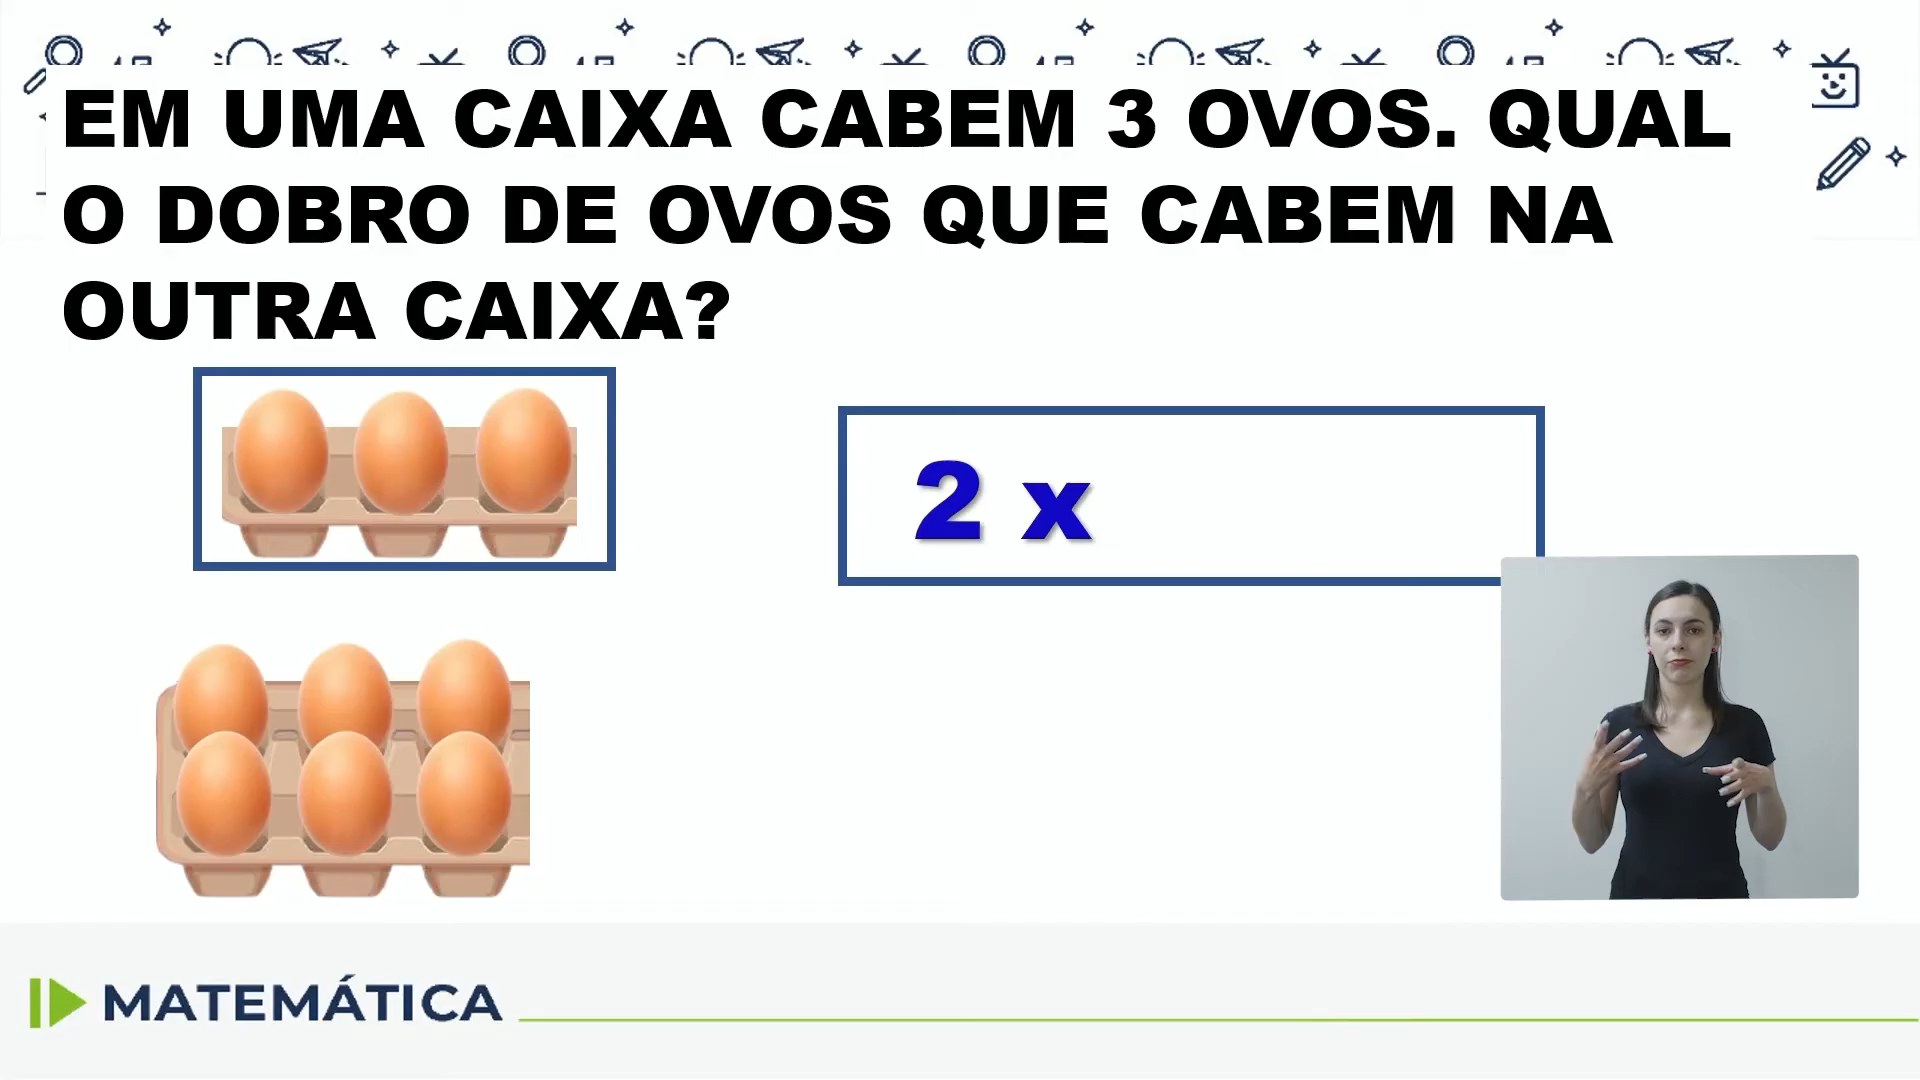 EM UMA CAIXA CABEM 3 OVOS. QUAL
O DOBRO DE OVOS QUE CABEM NA
OUTRA CAIXA?
2 x
MATEMÁTICA